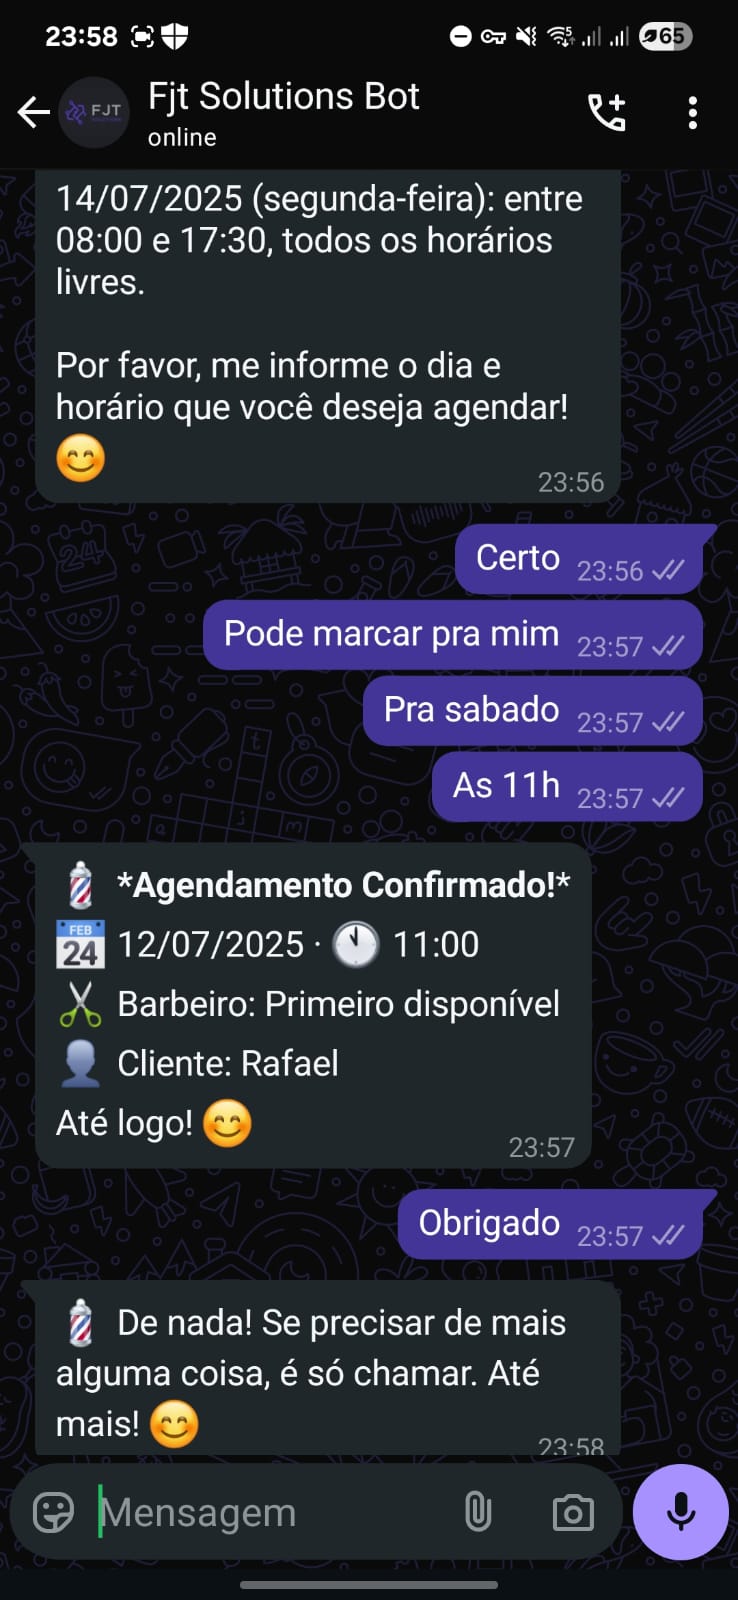 23:58
65
FJT
Fjt Solutions Bot
online
14/07/2025 (segunda-feira): entre
08:00 e 17:30, todos os horários
livres.
Por favor, me informe o dia e
horário que você deseja agendar!
😊
23:56
Certo 23:56
Pode marcar pra mim 23:57
Pra sabado 23:57
As 11h 23:57
💈 *Agendamento Confirmado!*
📅 12/07/2025 · 🕚 11:00
✂️ Barbeiro: Primeiro disponível
👤 Cliente: Rafael
Até logo! 😊
23:57
Obrigado 23:57
💈 De nada! Se precisar de mais
alguma coisa, é só chamar. Até
mais! 😊
23:58
Mensagem